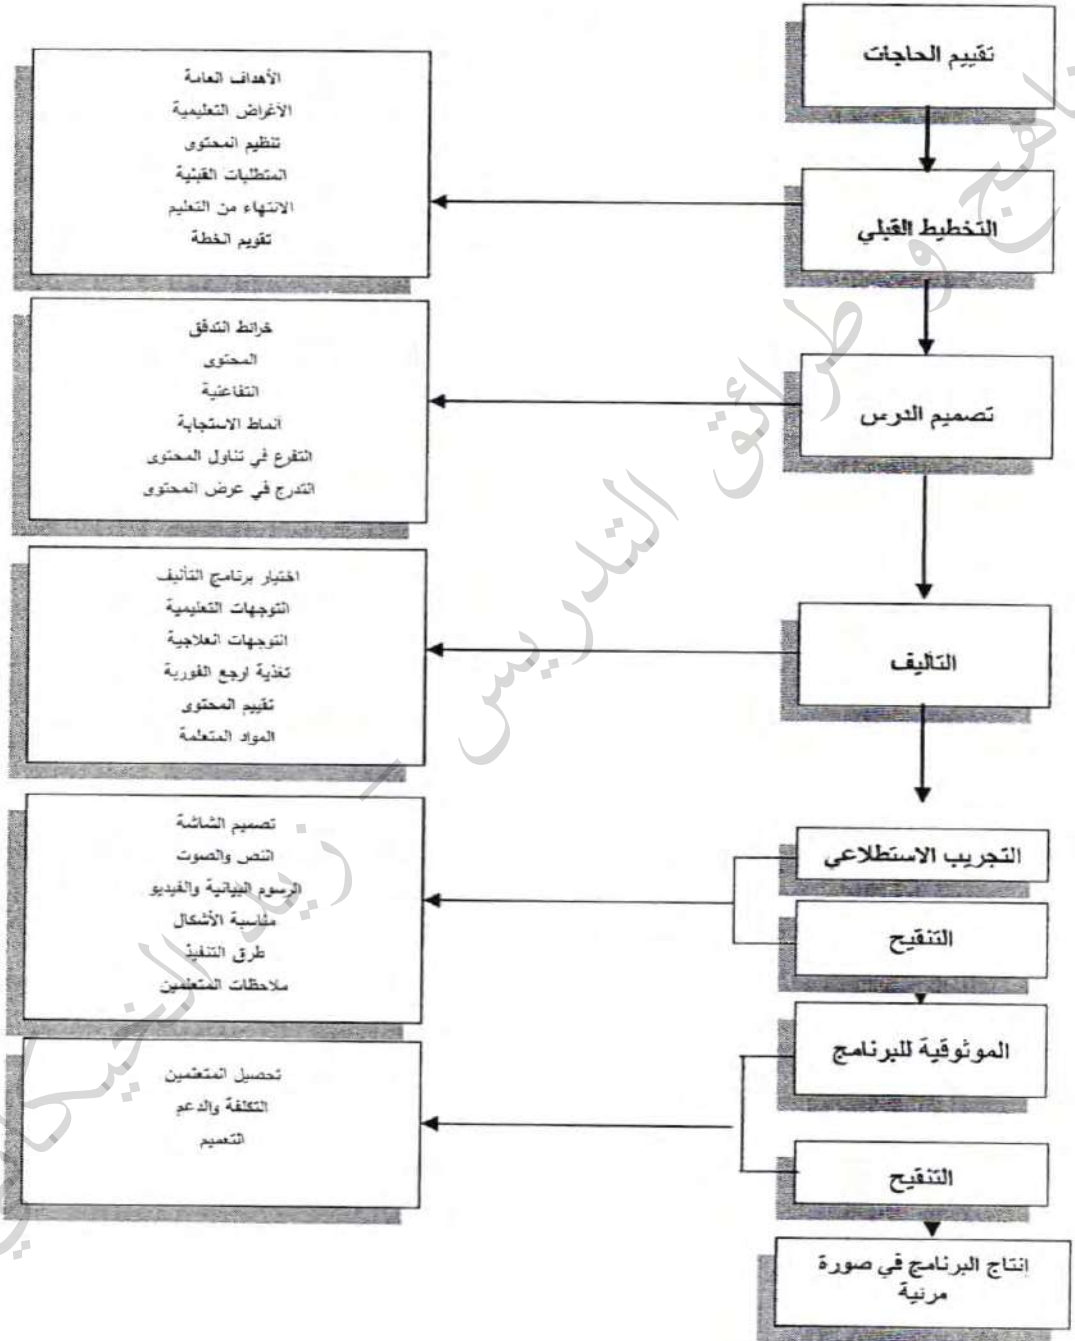 تقييم الحاجات
التخطيط القبلي
الأهداف العامة
الأغراض التعليمية
تنظيم المحتوى
المتطلبات القبلية
الانتهاء من التعليم
تقويم الخطة
تصميم الدرس
خرائط التدفق
المحتوى
التفاعلية
أنماط الاستجابة
التفرع في تناول المحتوى
التدرج في عرض المحتوى
التأليف
اختيار برنامج التأليف
التوجهات التعليمية
التوجهات العلاجية
تغذية ارجع الفورية
تقييم المحتوى
المواد المتعلمة
التجريب الاستطلاعي
التنقيح
تصميم الشاشة
النص والصوت
الرسوم البيانية والفيديو
مناسبة الأشكال
طرق التنفيذ
ملاحظات المتعلمين
الموثوقية للبرنامج
التنقيح
تحصيل المتعلمين
التكلفة والدعم
التعميم
إنتاج البرنامج في صورة
مرئية
و طرائق التدريس - زيد